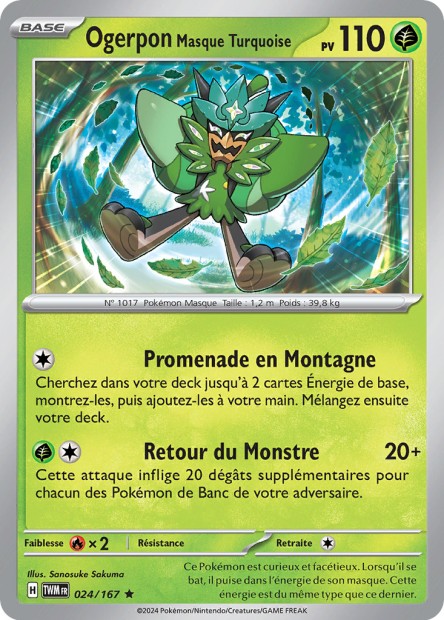 BASE
Ogerpon Masque Turquoise
PV 110
N° 1017 Pokémon Masque Taille : 1,2 m Poids : 39,8 kg
Promenade en Montagne
Cherchez dans votre deck jusqu'à 2 cartes Énergie de base,
montrez-les, puis ajoutez-les à votre main. Mélangez ensuite
votre deck.
Retour du Monstre 20+
Cette attaque inflige 20 dégâts supplémentaires pour
chacun des Pokémon de Banc de votre adversaire.
Faiblesse ×2 Résistance Retraite
Illus. Sanosuke Sakuma
H TWM FR 024/167 ★
Ce Pokémon est curieux et facétieux. Lorsqu'il se
bat, il puise dans l'énergie de son masque. Cette
énergie est du même type que ce dernier.
©2024 Pokémon/Nintendo/Creatures/GAME FREAK